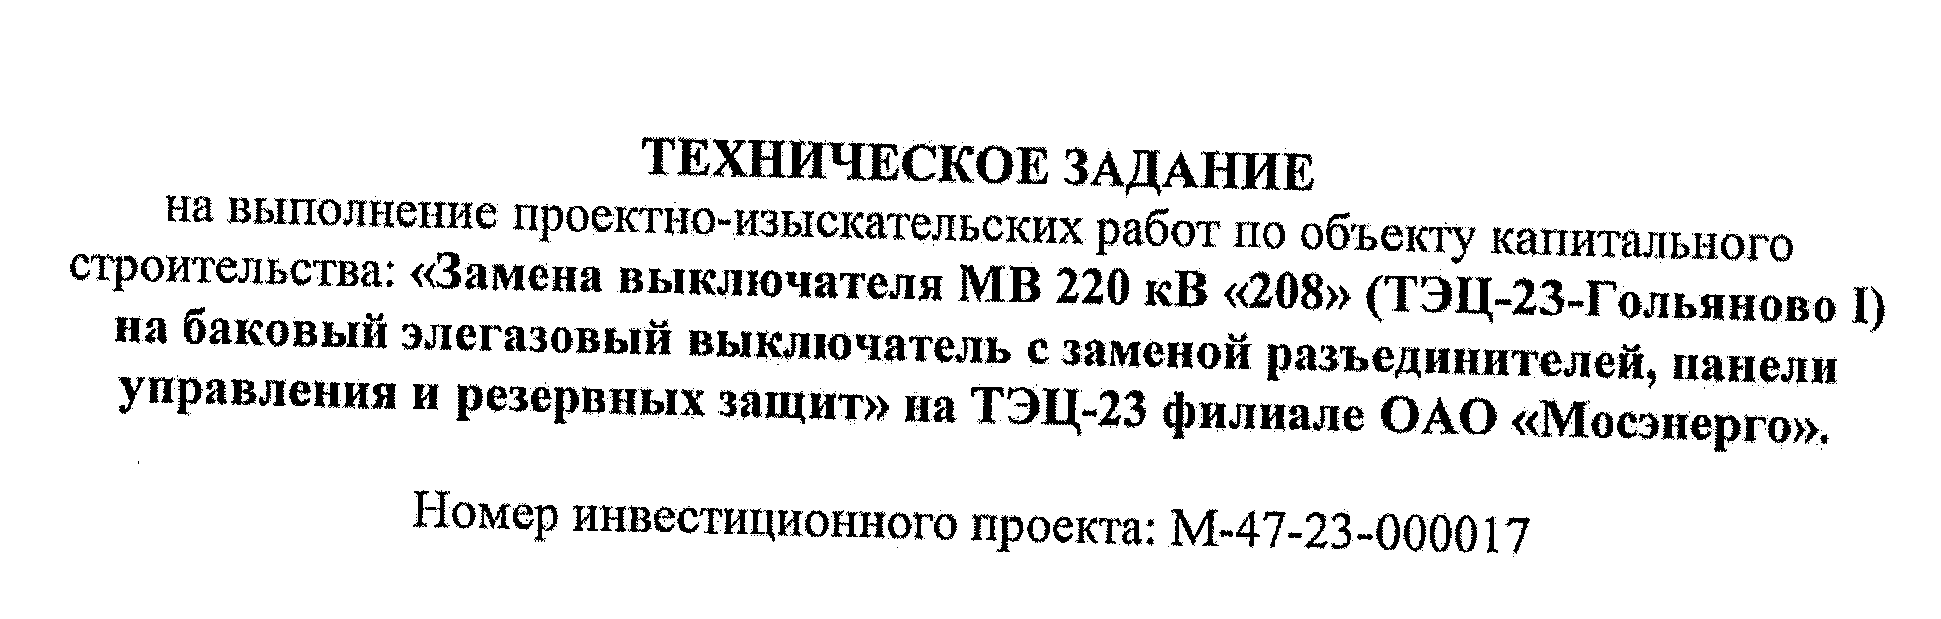 ТЕХНИЧЕСКОЕ ЗАДАНИЕ
на выполнение проектно-изыскательских работ по объекту капитального
строительства: «Замена выключателя МВ 220 кВ «208» (ТЭЦ-23-Гольяново I)
на баковый элегазовый выключатель с заменой разъединителей, панели
управления и резервных защит» на ТЭЦ-23 филиале ОАО «Мосэнерго».
Номер инвестиционного проекта: М-47-23-000017